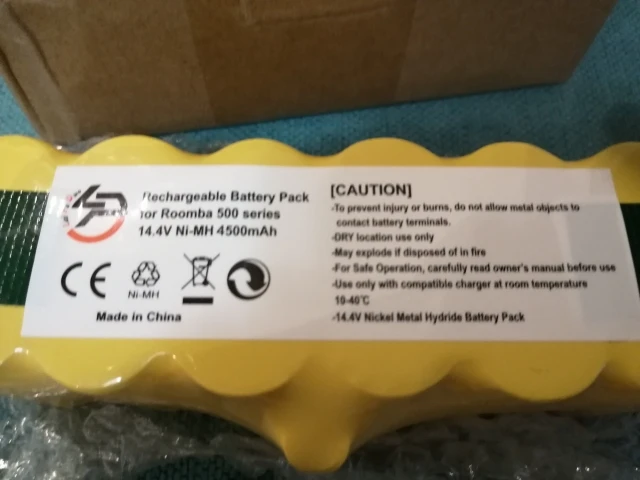 Rechargeable Battery Pack
for Roomba 500 series
14.4V Ni-MH 4500mAh
CE
Ni-MH
Made in China
[CAUTION]
-To prevent injury or burns, do not allow metal objects to
contact battery terminals.
-DRY location use only
-May explode if disposed of in fire
-For Safe Operation, carefully read owner's manual before use
-Use only with compatible charger at room temperature
10-40℃
-14.4V Nickel Metal Hydride Battery Pack